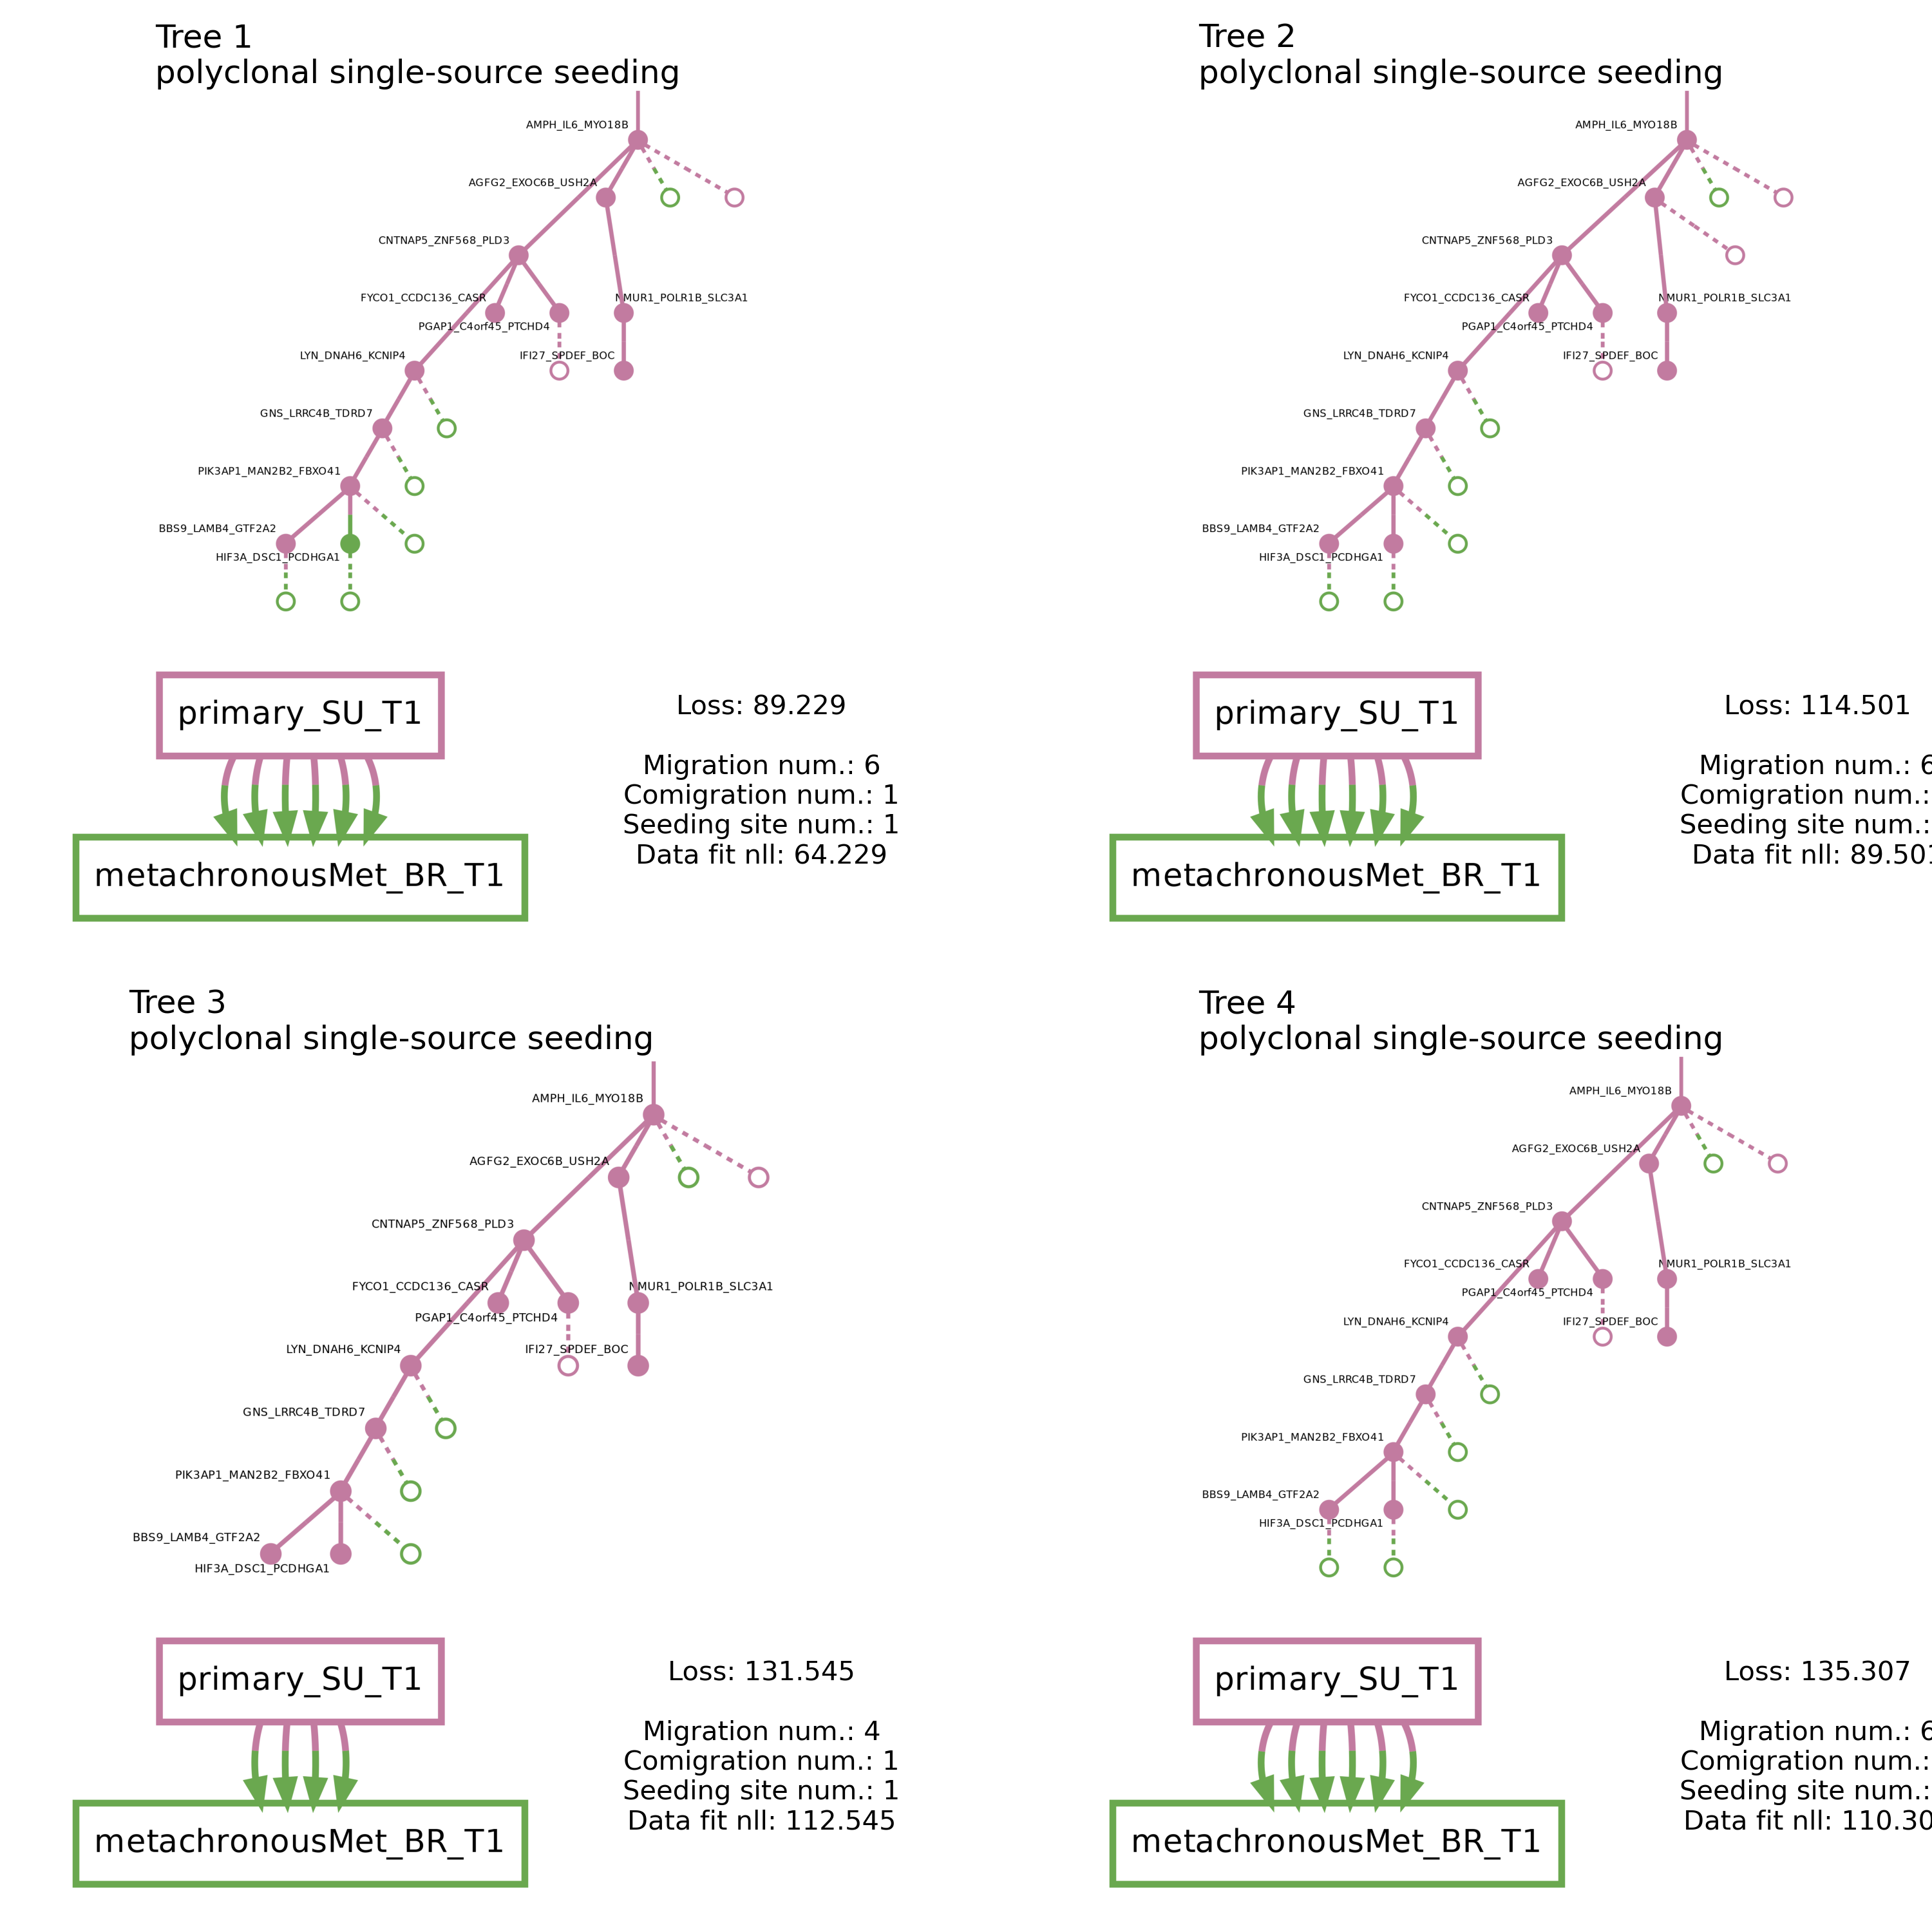 Tree 1
polyclonal single-source seeding
AMPH_IL6_MYO18B
AGFG2_EXOC6B_USH2A
CNTNAP5_ZNF568_PLD3
FYCO1_CCDC136_CASR
NMUR1_POLR1B_SLC3A1
PGAP1_C4orf45_PTCHD4
LYN_DNAH6_KCNIP4
IFI27_SPDEF_BOC
GNS_LRRC4B_TDRD7
PIK3AP1_MAN2B2_FBXO41
BBS9_LAMB4_GTF2A2
HIF3A_DSC1_PCDHGA1
primary_SU_T1
metachronousMet_BR_T1
Loss: 89.229
Migration num.: 6
Comigration num.: 1
Seeding site num.: 1
Data fit nll: 64.229
Tree 2
polyclonal single-source seeding
AMPH_IL6_MYO18B
AGFG2_EXOC6B_USH2A
CNTNAP5_ZNF568_PLD3
FYCO1_CCDC136_CASR
NMUR1_POLR1B_SLC3A1
PGAP1_C4orf45_PTCHD4
LYN_DNAH6_KCNIP4
IFI27_SPDEF_BOC
GNS_LRRC4B_TDRD7
PIK3AP1_MAN2B2_FBXO41
BBS9_LAMB4_GTF2A2
HIF3A_DSC1_PCDHGA1
primary_SU_T1
metachronousMet_BR_T1
Loss: 114.501
Migration num.: 6
Comigration num.:
Seeding site num.:
Data fit nll: 89.501
Tree 3
polyclonal single-source seeding
AMPH_IL6_MYO18B
AGFG2_EXOC6B_USH2A
CNTNAP5_ZNF568_PLD3
FYCO1_CCDC136_CASR
NMUR1_POLR1B_SLC3A1
PGAP1_C4orf45_PTCHD4
LYN_DNAH6_KCNIP4
IFI27_SPDEF_BOC
GNS_LRRC4B_TDRD7
PIK3AP1_MAN2B2_FBXO41
BBS9_LAMB4_GTF2A2
HIF3A_DSC1_PCDHGA1
primary_SU_T1
metachronousMet_BR_T1
Loss: 131.545
Migration num.: 4
Comigration num.: 1
Seeding site num.: 1
Data fit nll: 112.545
Tree 4
polyclonal single-source seeding
AMPH_IL6_MYO18B
AGFG2_EXOC6B_USH2A
CNTNAP5_ZNF568_PLD3
FYCO1_CCDC136_CASR
NMUR1_POLR1B_SLC3A1
PGAP1_C4orf45_PTCHD4
LYN_DNAH6_KCNIP4
IFI27_SPDEF_BOC
GNS_LRRC4B_TDRD7
PIK3AP1_MAN2B2_FBXO41
BBS9_LAMB4_GTF2A2
HIF3A_DSC1_PCDHGA1
primary_SU_T1
metachronousMet_BR_T1
Loss: 135.307
Migration num.: 6
Comigration num.:
Seeding site num.:
Data fit nll: 110.30